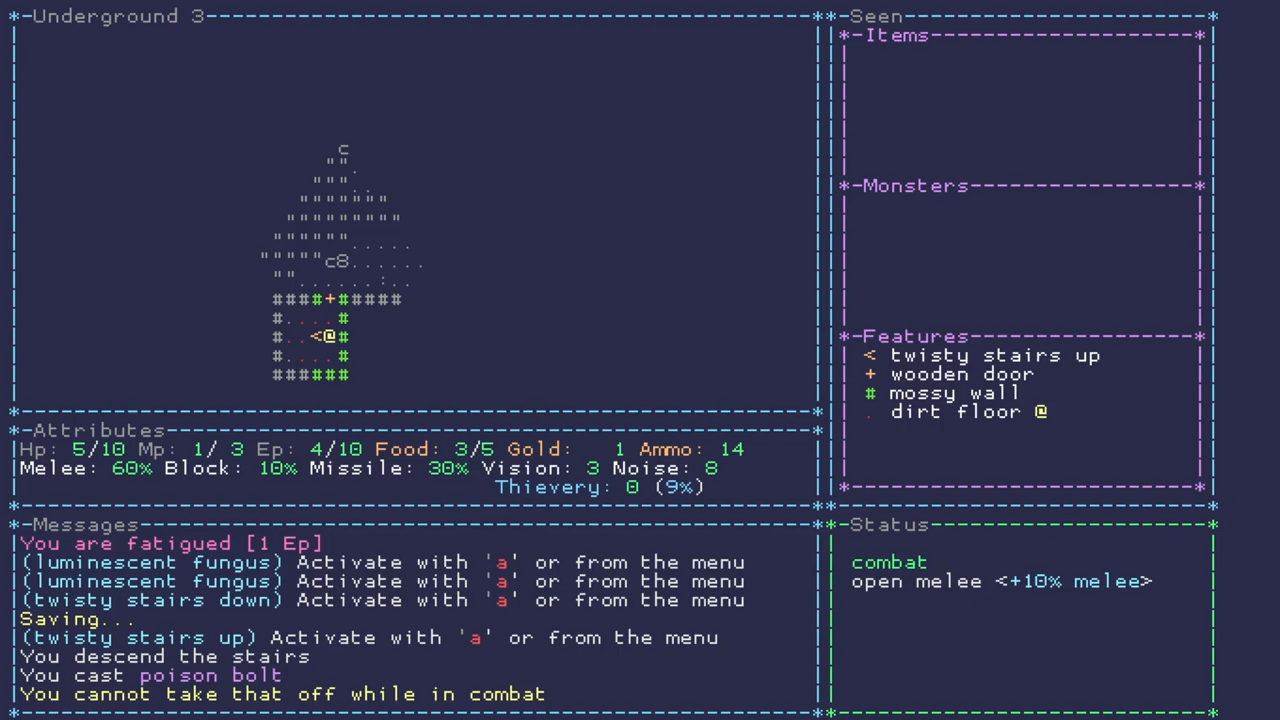 Underground 3
Seen
Items
c
""
""".
"""..
"""""""
"""""""""
"""""".....
"""""c8......
"".......:..
####+#####
#....#
#..<@#
#....#
######
Monsters
Features
< twisty stairs up
+ wooden door
# mossy wall
. dirt floor @
Attributes
Hp: 5/10 Mp: 1/ 3 Ep: 4/10 Food: 3/5 Gold: 1 Ammo: 14
Melee: 60% Block: 10% Missile: 30% Vision: 3 Noise: 8
Thievery: 0 (9%)
Messages
You are fatigued [1 Ep]
(luminescent fungus) Activate with 'a' or from the menu
(luminescent fungus) Activate with 'a' or from the menu
(twisty stairs down) Activate with 'a' or from the menu
Saving...
(twisty stairs up) Activate with 'a' or from the menu
You descend the stairs
You cast poison bolt
You cannot take that off while in combat
Status
combat
open melee <+10% melee>